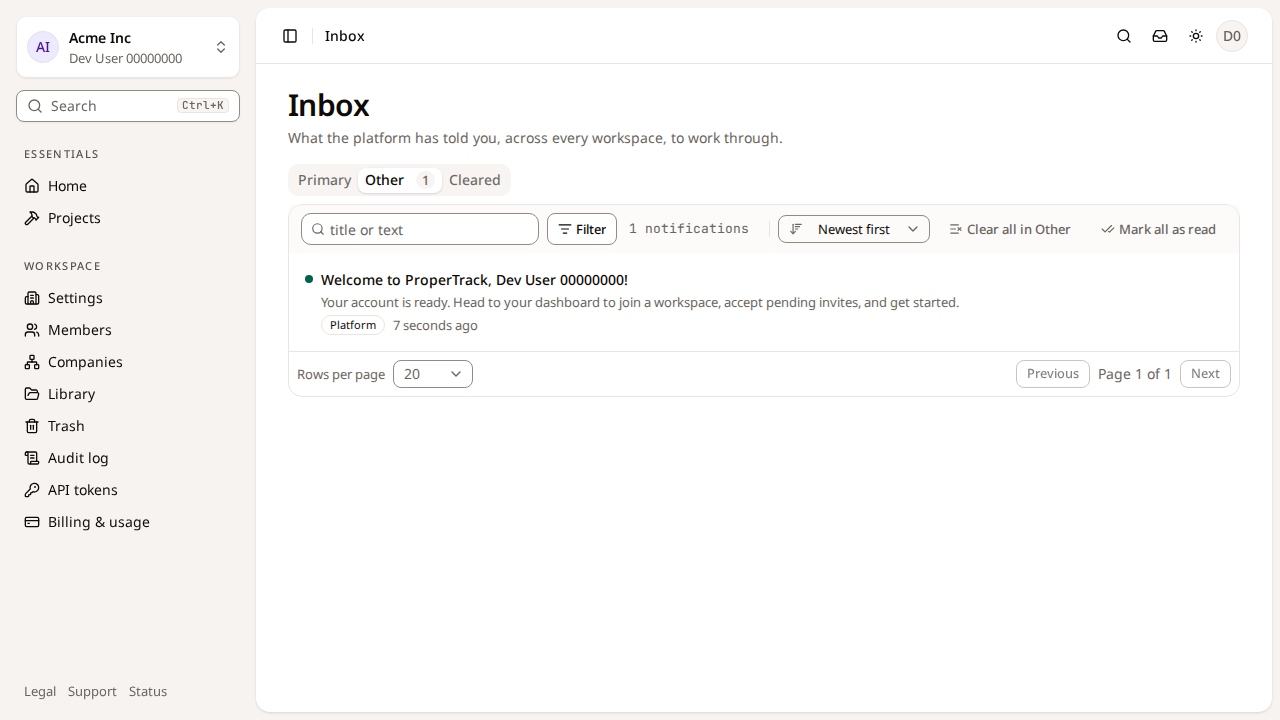 AI
Acme Inc
Dev User 00000000
Search
Ctrl+K
ESSENTIALS
Home
Projects
WORKSPACE
Settings
Members
Companies
Library
Trash
Audit log
API tokens
Billing & usage
Legal Support Status
Inbox
D0
Inbox
What the platform has told you, across every workspace, to work through.
Primary Other 1 Cleared
title or text
Filter
1 notifications
Newest first
Clear all in Other
Mark all as read
Welcome to ProperTrack, Dev User 00000000!
Your account is ready. Head to your dashboard to join a workspace, accept pending invites, and get started.
Platform 7 seconds ago
Rows per page 20
Previous Page 1 of 1 Next